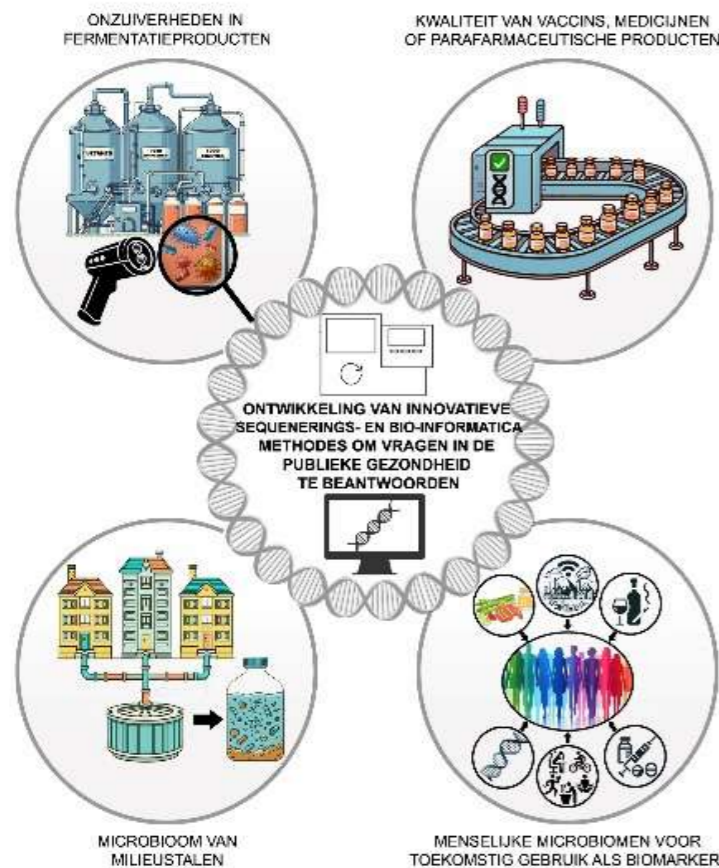 ONZUIVERHEDEN IN
FERMENTATIEPRODUCTEN
KWALITEIT VAN VACCINS, MEDICIJNEN
OF PARAFARMACEUTISCHE PRODUCTEN
ONTWIKKELING VAN INNOVATIEVE
SEQUENERINGS- EN BIO-INFORMATICA
METHODES OM VRAGEN IN DE
PUBLIEKE GEZONDHEID
TE BEANTWOORDEN
MICROBIOOM VAN
MILIEUSTALEN
MENSELIJKE MICROBIOMEN VOOR
TOEKOMSTIG GEBRUIK ALS BIOMARKER